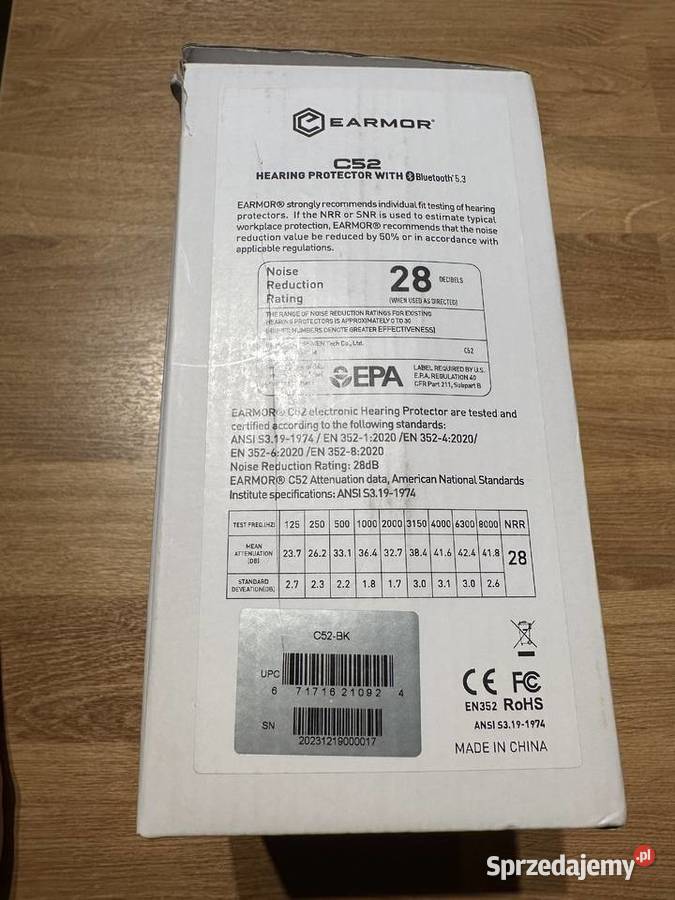 EARMOR®
C52
HEARING PROTECTOR WITH Bluetooth® 5.3
EARMOR® strongly recommends individual fit testing of hearing
protectors. If the NRR or SNR is used to estimate typical
workplace protection, EARMOR® recommends that the noise
reduction value be reduced by 50% or in accordance with
applicable regulations.
Noise
Reduction
Rating
28 DECIBELS
(WHEN USED AS DIRECTED)
THE RANGE OF NOISE REDUCTION RATINGS FOR EXISTING
HEARING PROTECTORS IS APPROXIMATELY 0 TO 30
(HIGHER NUMBERS DENOTE GREATER EFFECTIVENESS)
Tech Co., Ltd.
C52
EPA
LABEL REQUIRED BY U.S.
E.P.A. REGULATION 40
CFR Part 211, Subpart B
EARMOR® C52 electronic Hearing Protector are tested and
certified according to the following standards:
ANSI S3.19-1974 / EN 352-1:2020 /EN 352-4:2020/
EN 352-6:2020 /EN 352-8:2020
Noise Reduction Rating: 28dB
EARMOR® C52 Attenuation data, American National Standards
Institute specifications: ANSI S3.19-1974
TEST FREQ.(HZ) 125 250 500 1000 2000 3150 4000 6300 8000 NRR
MEAN ATTENUATION (DB) 23.7 26.2 33.1 36.4 32.7 38.4 41.6 42.4 41.8 28
STANDARD DEVEATION(DB) 2.7 2.3 2.2 1.8 1.7 3.0 3.1 3.0 2.6
C52-BK
UPC
6 71716 21092 4
SN
20231219000017
CE FC
EN352 RoHS
ANSI S3.19-1974
MADE IN CHINA
Sprzedajemy.pl